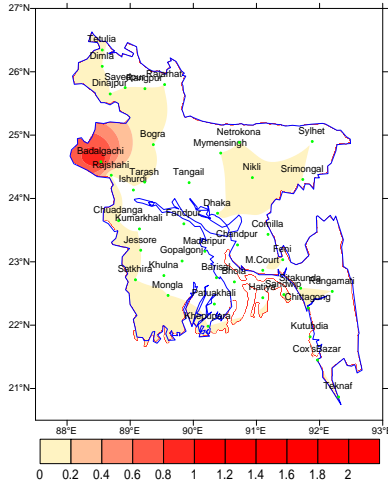 27°N
Tetulia
Dimla
26°N
Sayedpur
Rangpur
Rajarhat
Dinajpur
25°N
Bogra
Netrokona
Mymensingh
Sylhet
Badalgachi
Rajshahi
Tarash
Ishurdi
Tangail
Nikli
Srimongal
24°N
Chuadanga
Kumarkhali
Faridpur
Dhaka
Jessore
Madaripur
Gopalgonj
Chandpur
Comilla
23°N
Satkhira
Khulna
Barisal
Bhola
M.Court
Feni
Mongla
Patuakhali
Hatiya
Sandwip
Sitakunda
Rangamati
Chittagong
22°N
Khepupara
Kutubdia
Cox'sBazar
21°N
Teknaf
88°E 89°E 90°E 91°E 92°E 93°E
0 0.2 0.4 0.6 0.8 1 1.2 1.4 1.6 1.8 2